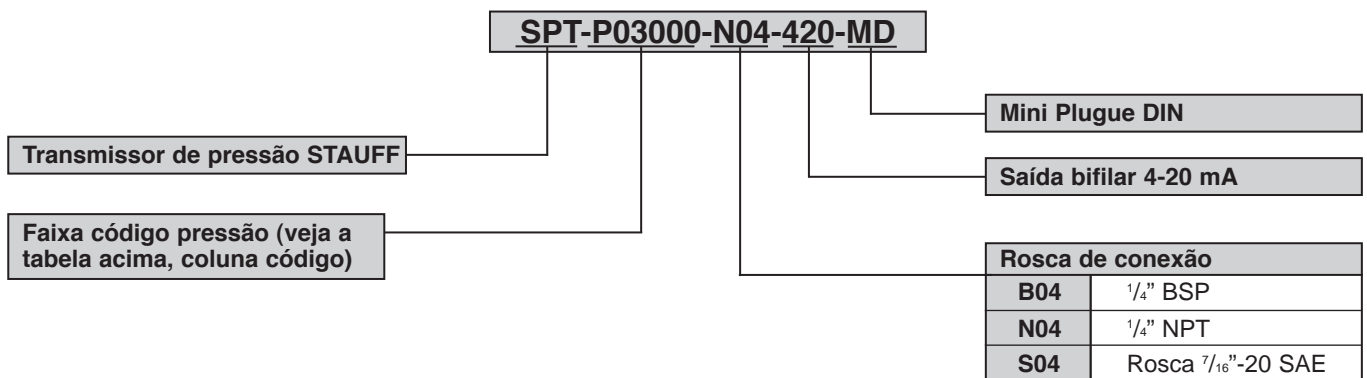 SPT-P03000-N04-420-MD
Mini Plugue DIN
Transmissor de pressão STAUFF
Saída bifilar 4-20 mA
Faixa código pressão (veja a
tabela acima, coluna código)
Rosca de conexão
B04 1/4” BSP
N04 1/4” NPT
S04 Rosca 7/16”-20 SAE